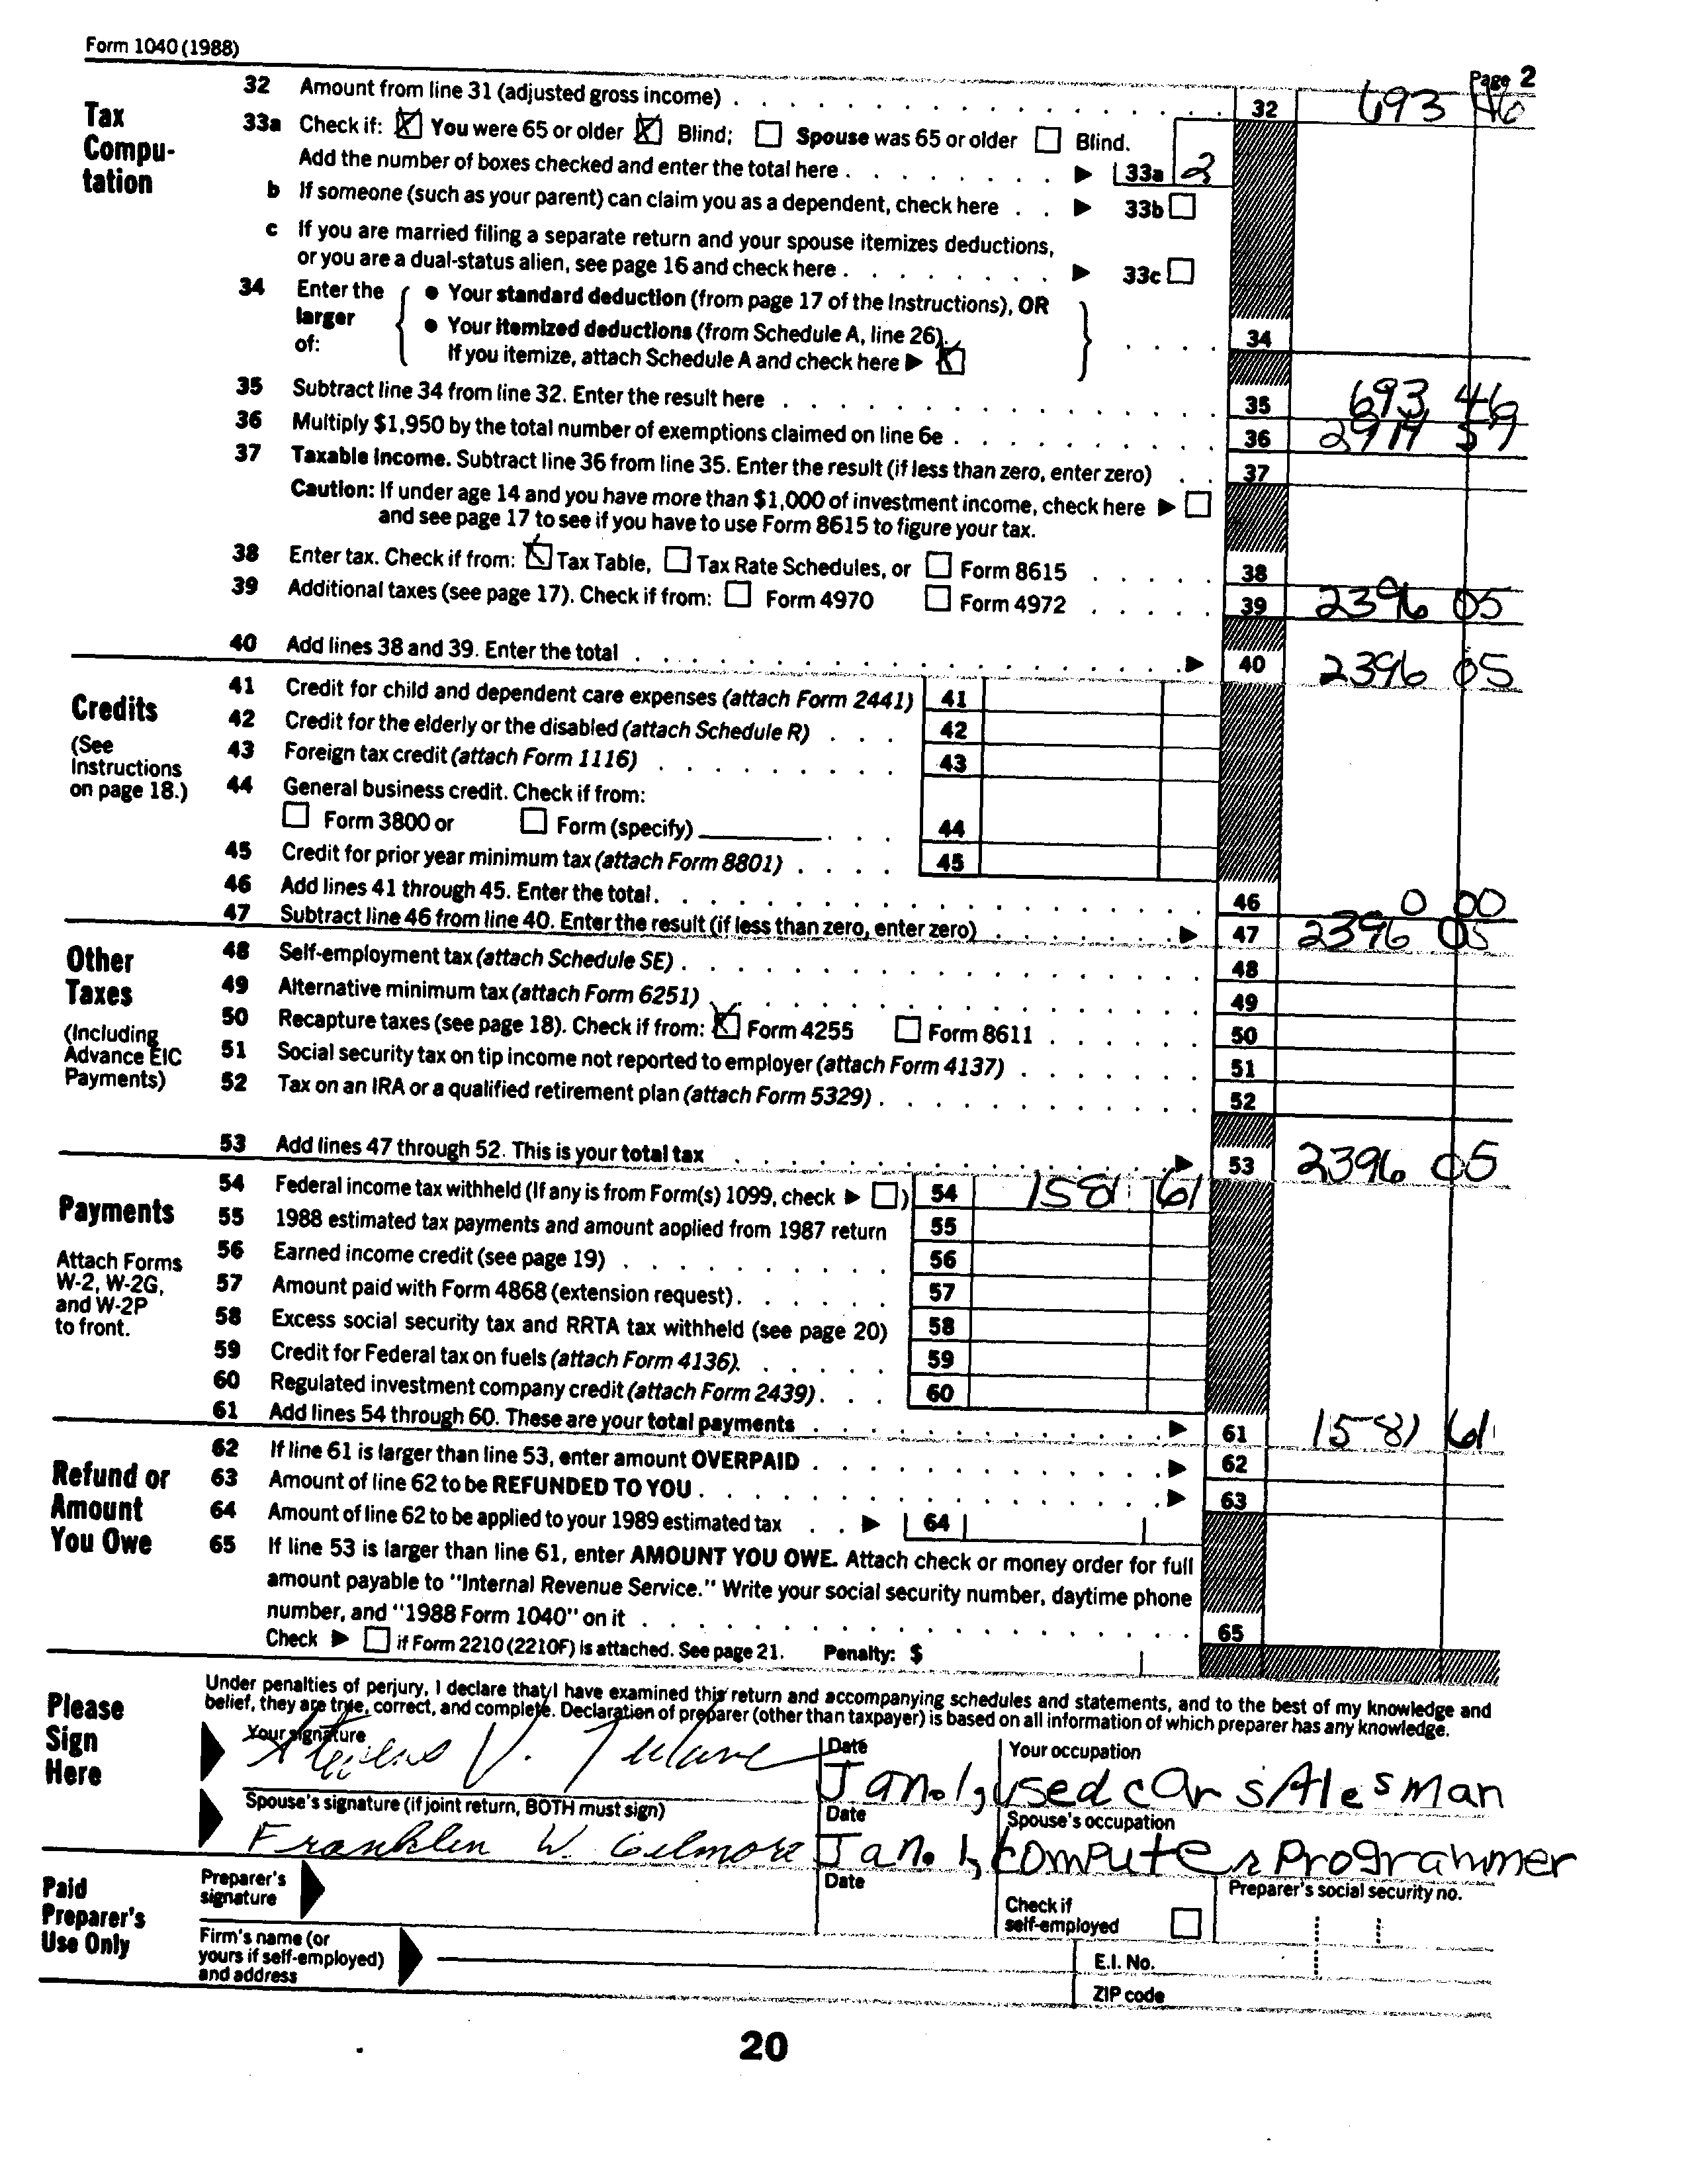 Form 1040 (1988)
Page 2
Tax Compu-tation
32 Amount from line 31 (adjusted gross income) . . . 32 693 46
33a Check if: ☒ You were 65 or older ☒ Blind; ☐ Spouse was 65 or older ☐ Blind.
Add the number of boxes checked and enter the total here . . . ▶ 33a 2
b If someone (such as your parent) can claim you as a dependent, check here . . ▶ 33b ☐
c If you are married filing a separate return and your spouse itemizes deductions,
or you are a dual-status alien, see page 16 and check here . . . ▶ 33c ☐
34 Enter the larger of:
• Your standard deduction (from page 17 of the Instructions), OR
• Your itemized deductions (from Schedule A, line 26).
If you itemize, attach Schedule A and check here ▶ ☒
. . . . 34
35 Subtract line 34 from line 32. Enter the result here . . . 35 693 46
36 Multiply $1,950 by the total number of exemptions claimed on line 6e . . . 36
37 Taxable income. Subtract line 36 from line 35. Enter the result (if less than zero, enter zero) . . 37
Caution: If under age 14 and you have more than $1,000 of investment income, check here ▶ ☐
and see page 17 to see if you have to use Form 8615 to figure your tax.
38 Enter tax. Check if from: ☒ Tax Table, ☐ Tax Rate Schedules, or ☐ Form 8615 . . . . 38
39 Additional taxes (see page 17). Check if from: ☐ Form 4970 ☐ Form 4972 . . . . 39 2396 05
40 Add lines 38 and 39. Enter the total . . . ▶ 40 2396 05
Credits
(See Instructions on page 18.)
41 Credit for child and dependent care expenses (attach Form 2441) 41
42 Credit for the elderly or the disabled (attach Schedule R) . . . 42
43 Foreign tax credit (attach Form 1116) . . . 43
44 General business credit. Check if from:
☐ Form 3800 or ☐ Form (specify) . . . 44
45 Credit for prior year minimum tax (attach Form 8801) . . . . 45
46 Add lines 41 through 45. Enter the total . . . 46 0 00
47 Subtract line 46 from line 40. Enter the result (if less than zero, enter zero) . . . ▶ 47 2396 05
Other Taxes
(Including Advance EIC Payments)
48 Self-employment tax (attach Schedule SE) . . . 48
49 Alternative minimum tax (attach Form 6251) . . . 49
50 Recapture taxes (see page 18). Check if from: ☒ Form 4255 ☐ Form 8611 . . . 50
51 Social security tax on tip income not reported to employer (attach Form 4137) . . . 51
52 Tax on an IRA or a qualified retirement plan (attach Form 5329) . . . 52
53 Add lines 47 through 52. This is your total tax . . . ▶ 53 2396 05
Payments
Attach Forms W-2, W-2G, and W-2P to front.
54 Federal income tax withheld (If any is from Form(s) 1099, check ▶ ☐) 54 1581 61
55 1988 estimated tax payments and amount applied from 1987 return 55
56 Earned income credit (see page 19) . . . 56
57 Amount paid with Form 4868 (extension request) . . . 57
58 Excess social security tax and RRTA tax withheld (see page 20) 58
59 Credit for Federal tax on fuels (attach Form 4136). . . . 59
60 Regulated investment company credit (attach Form 2439) . . . 60
61 Add lines 54 through 60. These are your total payments . . . ▶ 61 1581 61
Refund or Amount You Owe
62 If line 61 is larger than line 53, enter amount OVERPAID . . . ▶ 62
63 Amount of line 62 to be REFUNDED TO YOU . . . ▶ 63
64 Amount of line 62 to be applied to your 1989 estimated tax . . ▶ 64
65 If line 53 is larger than line 61, enter AMOUNT YOU OWE. Attach check or money order for full
amount payable to "Internal Revenue Service." Write your social security number, daytime phone
number, and "1988 Form 1040" on it . . . 65
Check ▶ ☐ if Form 2210 (2210F) is attached. See page 21. Penalty: $
Please Sign Here
Under penalties of perjury, I declare that I have examined this return and accompanying schedules and statements, and to the best of my knowledge and
belief, they are true, correct, and complete. Declaration of preparer (other than taxpayer) is based on all information of which preparer has any knowledge.
Your signature Date Your occupation
V. Jan. 1, used car sAlesman
Spouse's signature (if joint return, BOTH must sign) Date Spouse's occupation
Franklin W. Gilmore Jan. 1, computer programmer
Paid Preparer's Use Only
Preparer's signature Date Check if self-employed ☐ Preparer's social security no.
Firm's name (or yours if self-employed) and address
E.I. No.
ZIP code
20